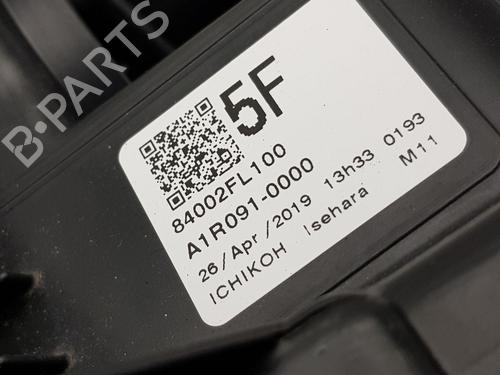 B-PARTS
5F
84002FL100
A1R091-0000
26/Apr/2019 13h33 0193
ICHIKOH Isehara M11